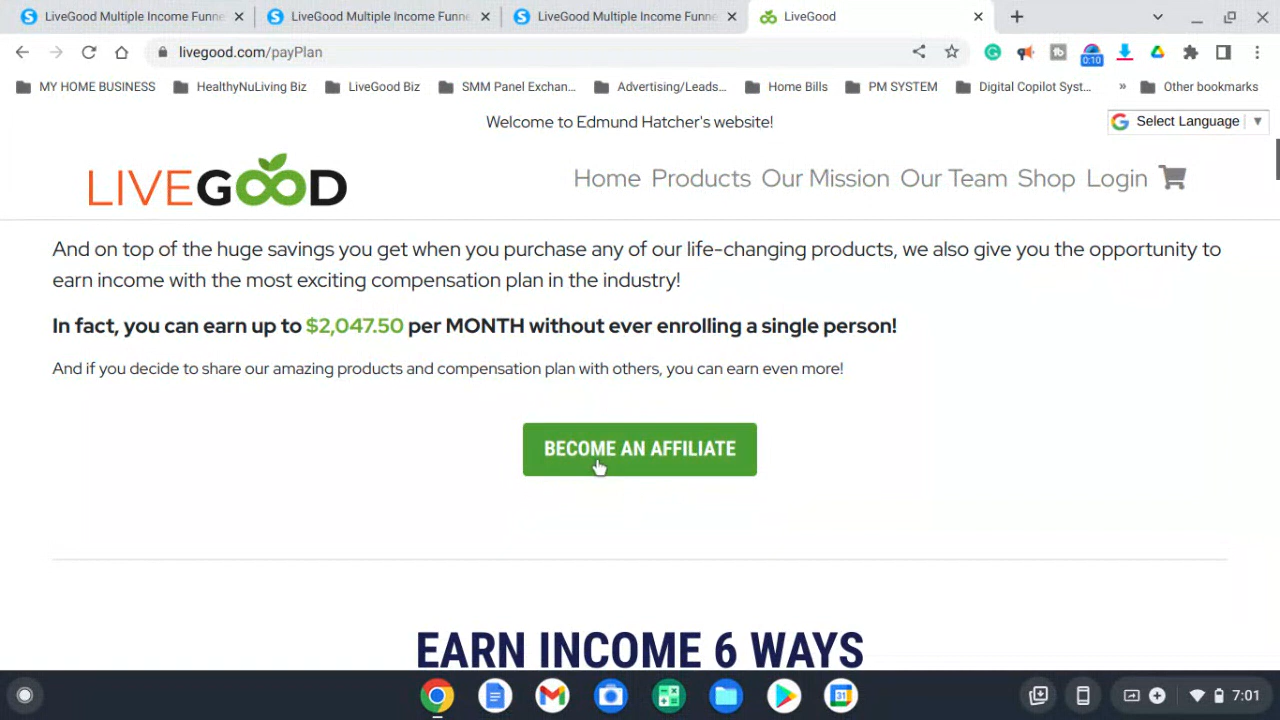 LiveGood Multiple Income Funne
LiveGood Multiple Income Funne
LiveGood Multiple Income Funne
LiveGood
livegood.com/payPlan
0:10
MY HOME BUSINESS
HealthyNuLiving Biz
LiveGood Biz
SMM Panel Exchan...
Advertising/Leads...
Home Bills
PM SYSTEM
Digital Copilot Syst...
»
Other bookmarks
Welcome to Edmund Hatcher's website!
Select Language
LIVEGOOD
Home Products Our Mission Our Team Shop Login
And on top of the huge savings you get when you purchase any of our life-changing products, we also give you the opportunity to
earn income with the most exciting compensation plan in the industry!
In fact, you can earn up to $2,047.50 per MONTH without ever enrolling a single person!
And if you decide to share our amazing products and compensation plan with others, you can earn even more!
BECOME AN AFFILIATE
EARN INCOME 6 WAYS
31
7:01